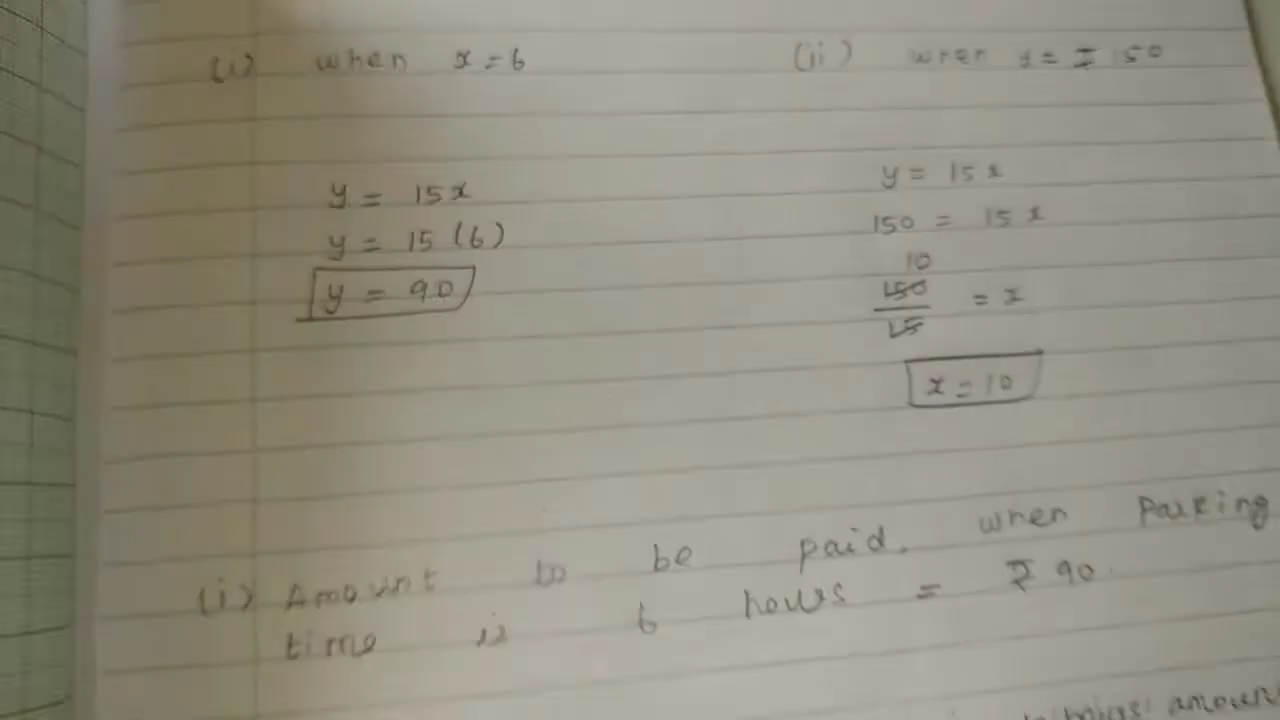 (i) when x = 6
y = 15x
y = 15 (6)
y = 90
(ii) when y = ₹ 150
y = 15x
150 = 15x
10
150
15
= x
x = 10
(i) Amount to be paid, when Parking
time is 6 hours = ₹ 90.
amount